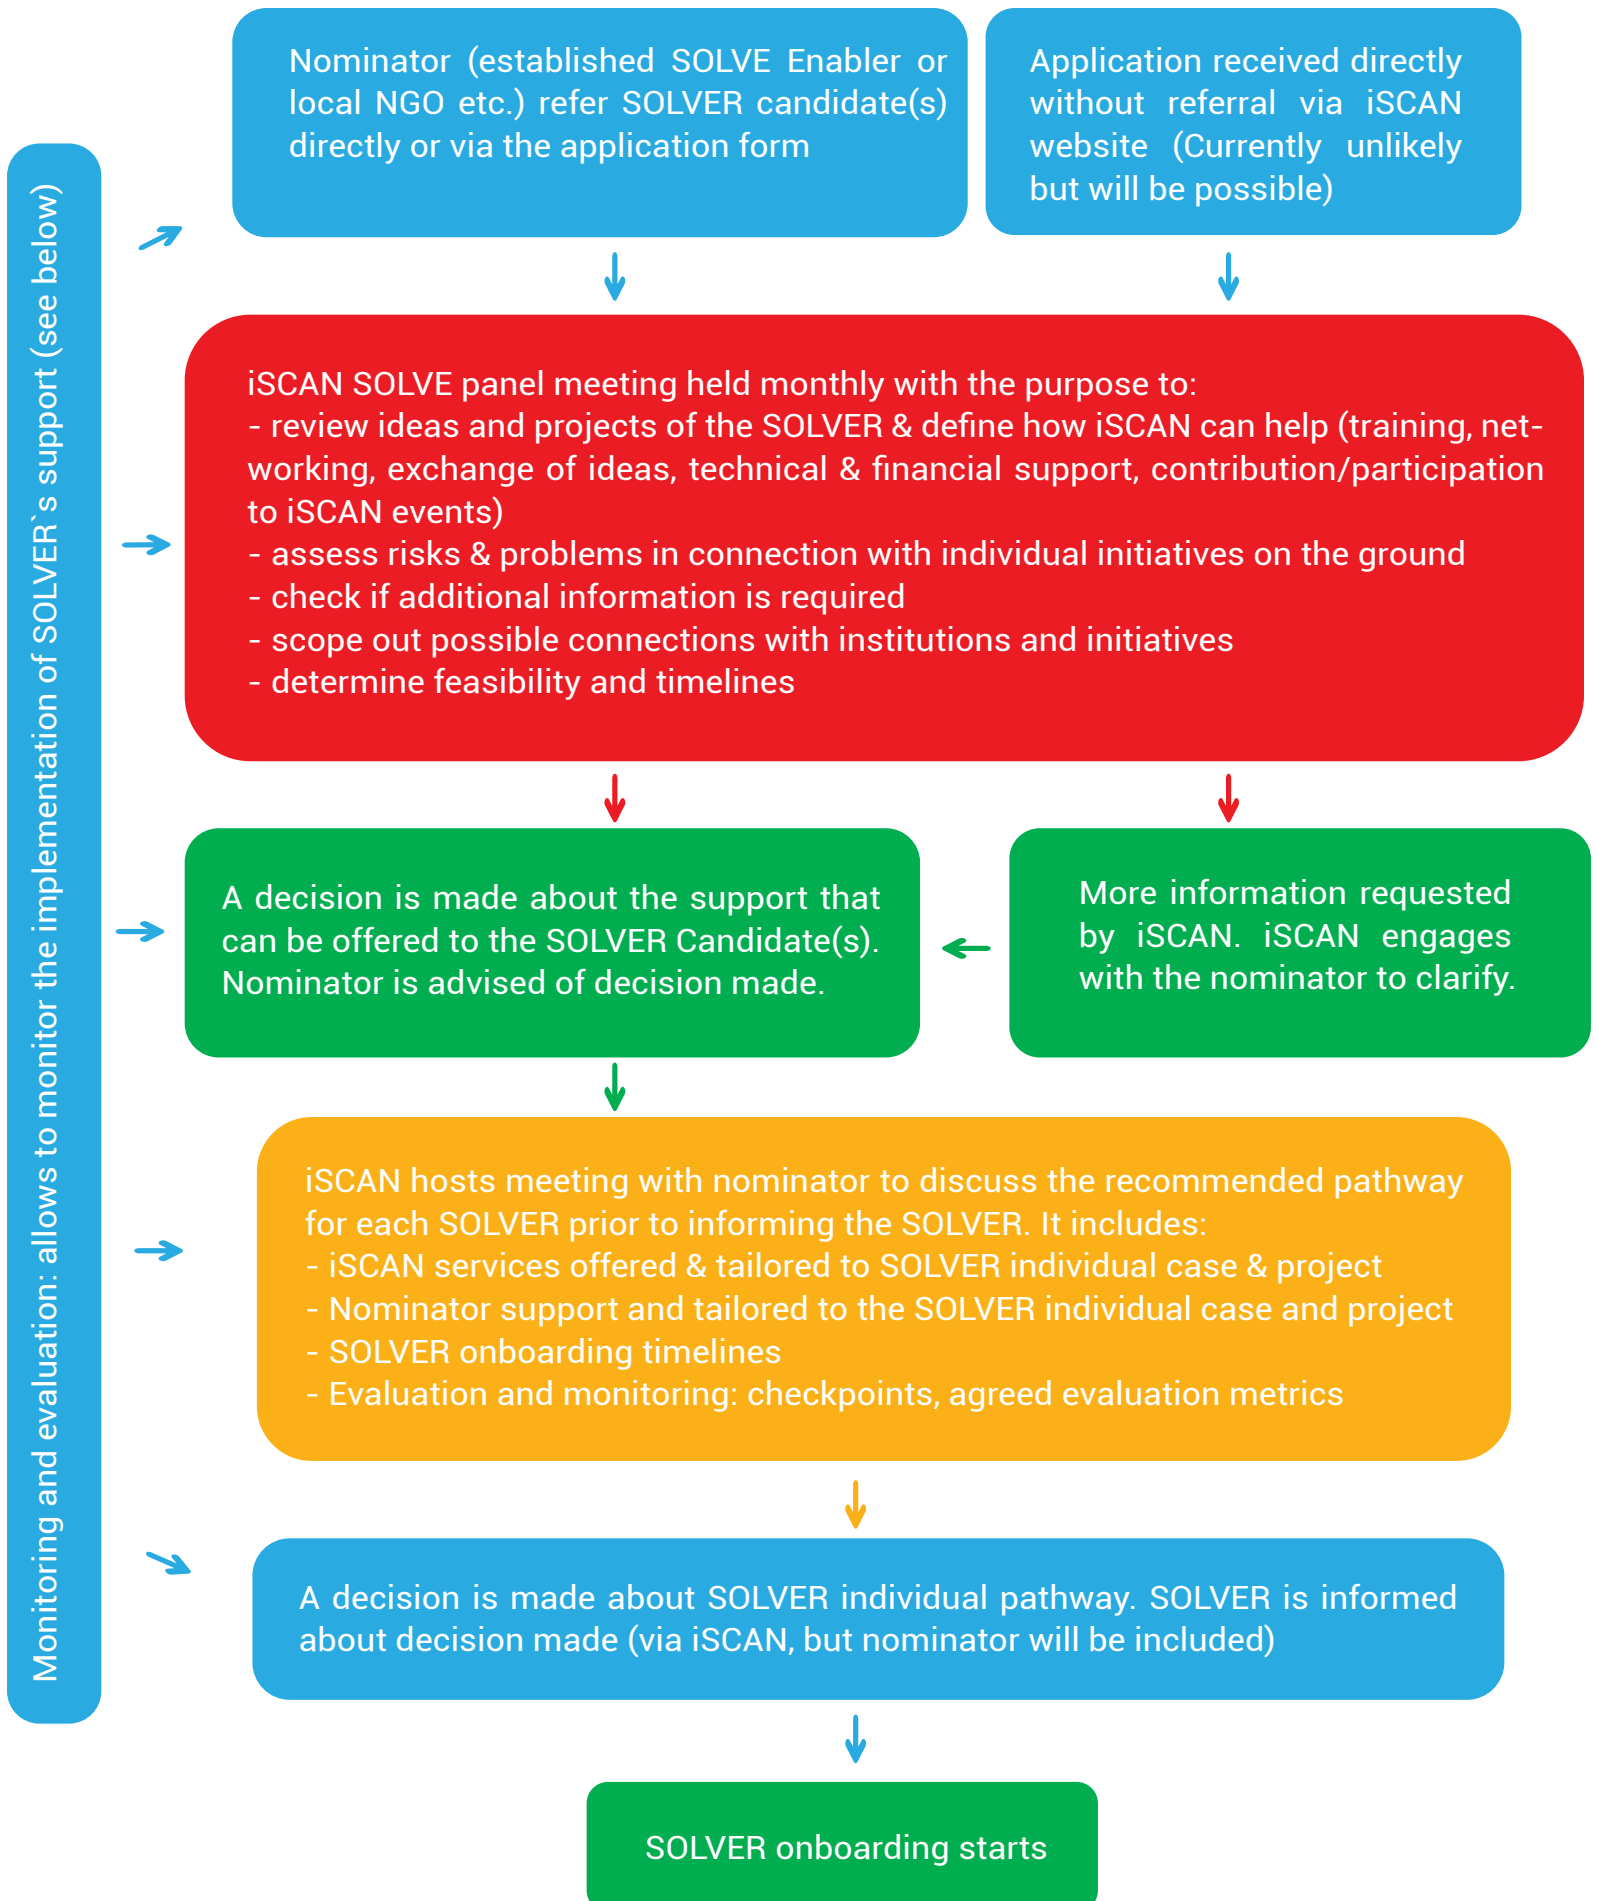 Nominator (established SOLVE Enabler or
local NGO etc.) refer SOLVER candidate(s)
directly or via the application form
Application received directly
without referral via iSCAN
website (Currently unlikely
but will be possible)
Monitoring and evaluation: allows to monitor the implementation of SOLVER`s support (see below)
iSCAN SOLVE panel meeting held monthly with the purpose to:
- review ideas and projects of the SOLVER & define how iSCAN can help (training, net-
working, exchange of ideas, technical & financial support, contribution/participation
to iSCAN events)
- assess risks & problems in connection with individual initiatives on the ground
- check if additional information is required
- scope out possible connections with institutions and initiatives
- determine feasibility and timelines
A decision is made about the support that
can be offered to the SOLVER Candidate(s).
Nominator is advised of decision made.
More information requested
by iSCAN. iSCAN engages
with the nominator to clarify.
iSCAN hosts meeting with nominator to discuss the recommended pathway
for each SOLVER prior to informing the SOLVER. It includes:
- iSCAN services offered & tailored to SOLVER individual case & project
- Nominator support and tailored to the SOLVER individual case and project
- SOLVER onboarding timelines
- Evaluation and monitoring: checkpoints, agreed evaluation metrics
A decision is made about SOLVER individual pathway. SOLVER is informed
about decision made (via iSCAN, but nominator will be included)
SOLVER onboarding starts